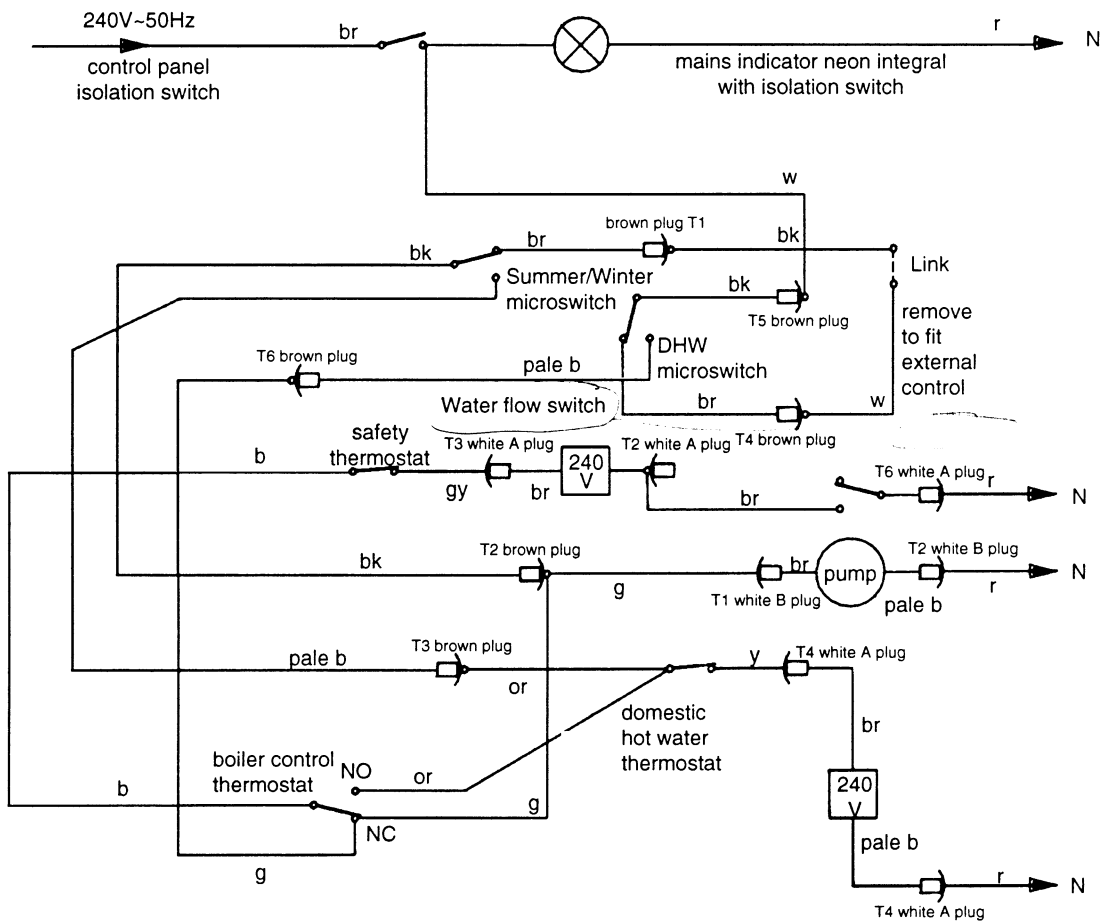 240V~50Hz
br
r
N
control panel
isolation switch
mains indicator neon integral
with isolation switch
w
brown plug T1
bk
br
bk
Summer/Winter
microswitch
Link
bk
T5 brown plug
remove
to fit
external
control
T6 brown plug
pale b
DHW
microswitch
Water flow switch
br
w
T4 brown plug
safety
thermostat
b
T3 white A plug
T2 white A plug
240
V
gy
br
br
T6 white A plug
r
N
bk
T2 brown plug
g
T1 white B plug
br
pump
T2 white B plug
pale b
r
N
pale b
T3 brown plug
or
y
T4 white A plug
domestic
hot water
thermostat
br
boiler control
thermostat
NO
or
b
g
NC
g
240
V
pale b
r
N
T4 white A plug